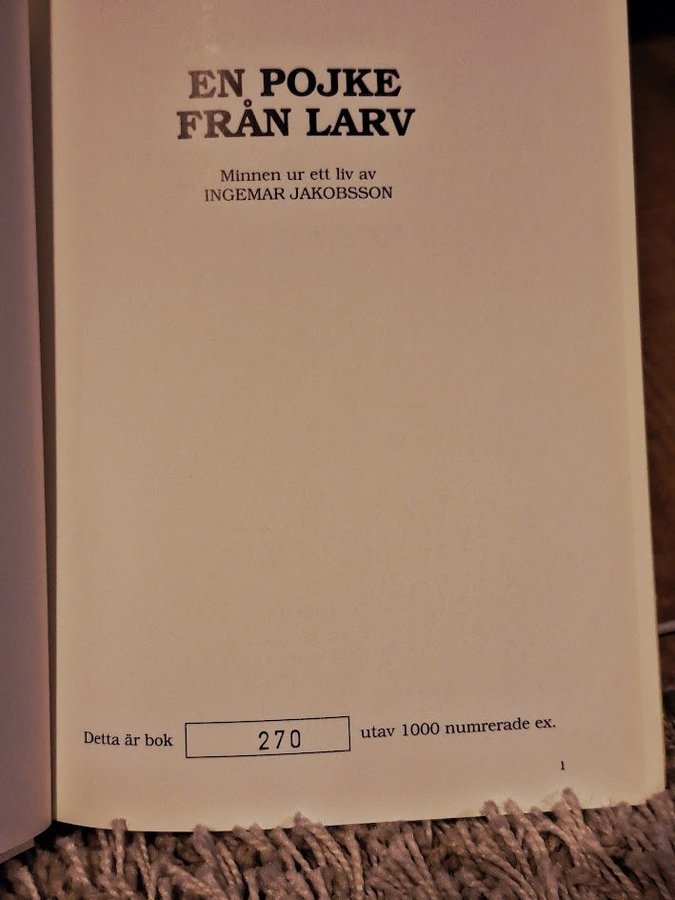 EN POJKE
FRÅN LARV
Minnen ur ett liv av
INGEMAR JAKOBSSON
Detta är bok 270 utav 1000 numrerade ex.
1